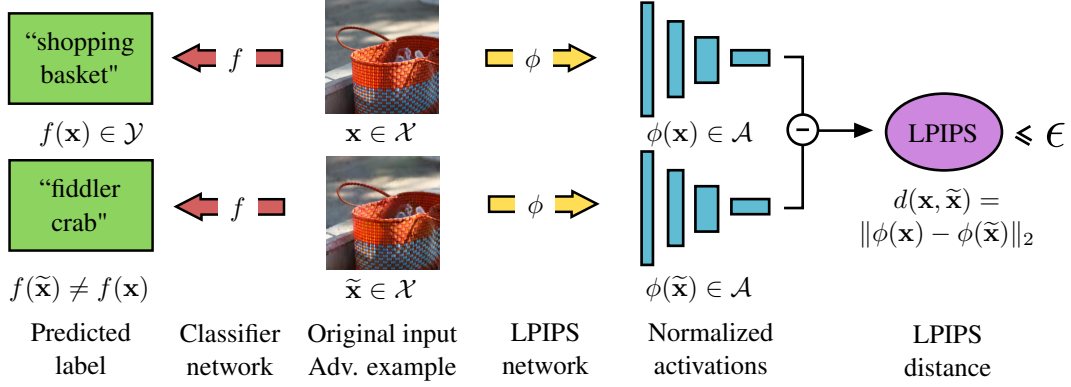 “shopping
basket"
f
ϕ
f(x) ∈ 𝒴
x ∈ 𝒳
ϕ(x) ∈ 𝒜
−
LPIPS
⩽ ϵ
“fiddler
crab"
f
ϕ
d(x, x̃) =
‖ϕ(x) − ϕ(x̃)‖₂
f(x̃) ≠ f(x)
x̃ ∈ 𝒳
ϕ(x̃) ∈ 𝒜
Predicted
label
Classifier
network
Original input
Adv. example
LPIPS
network
Normalized
activations
LPIPS
distance